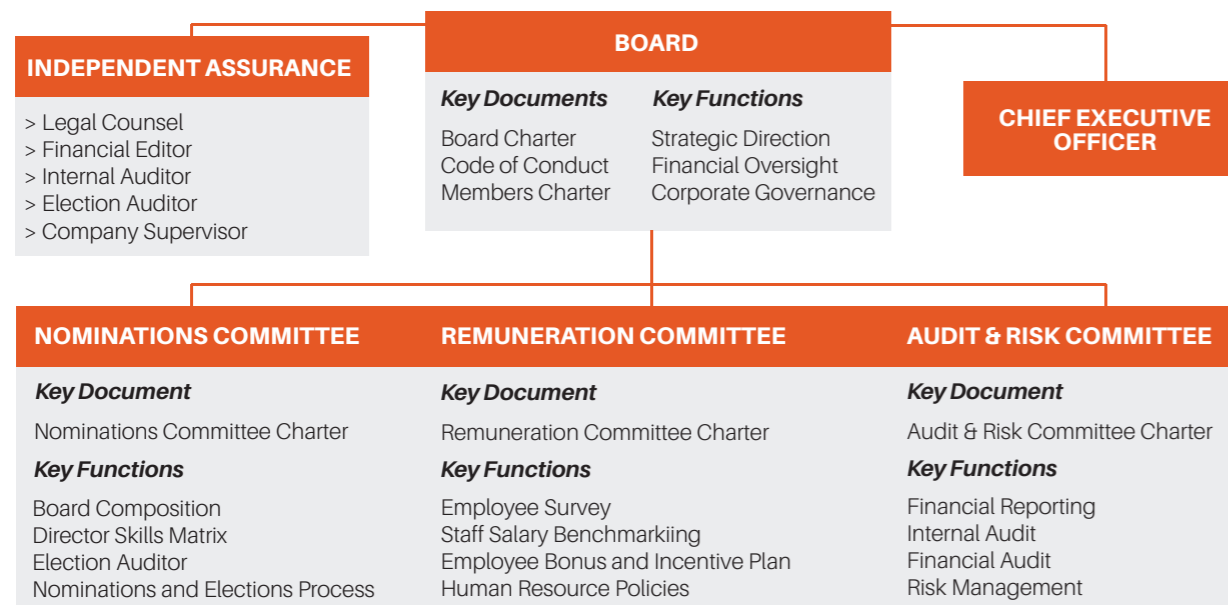 BOARD
INDEPENDENT ASSURANCE
> Legal Counsel
> Financial Editor
> Internal Auditor
> Election Auditor
> Company Supervisor
Key Documents
Board Charter
Code of Conduct
Members Charter
Key Functions
Strategic Direction
Financial Oversight
Corporate Governance
CHIEF EXECUTIVE
OFFICER
NOMINATIONS COMMITTEE
Key Document
Nominations Committee Charter
Key Functions
Board Composition
Director Skills Matrix
Election Auditor
Nominations and Elections Process
REMUNERATION COMMITTEE
Key Document
Remuneration Committee Charter
Key Functions
Employee Survey
Staff Salary Benchmarkiing
Employee Bonus and Incentive Plan
Human Resource Policies
AUDIT & RISK COMMITTEE
Key Document
Audit & Risk Committee Charter
Key Functions
Financial Reporting
Internal Audit
Financial Audit
Risk Management